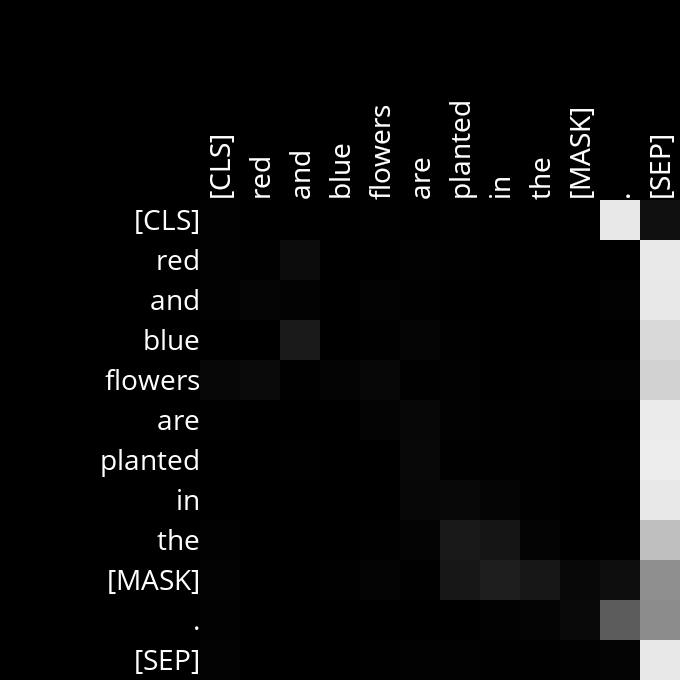 [CLS] red and blue flowers are planted in the [MASK] . [SEP]
[CLS]
red
and
blue
flowers
are
planted
in
the
[MASK]
.
[SEP]